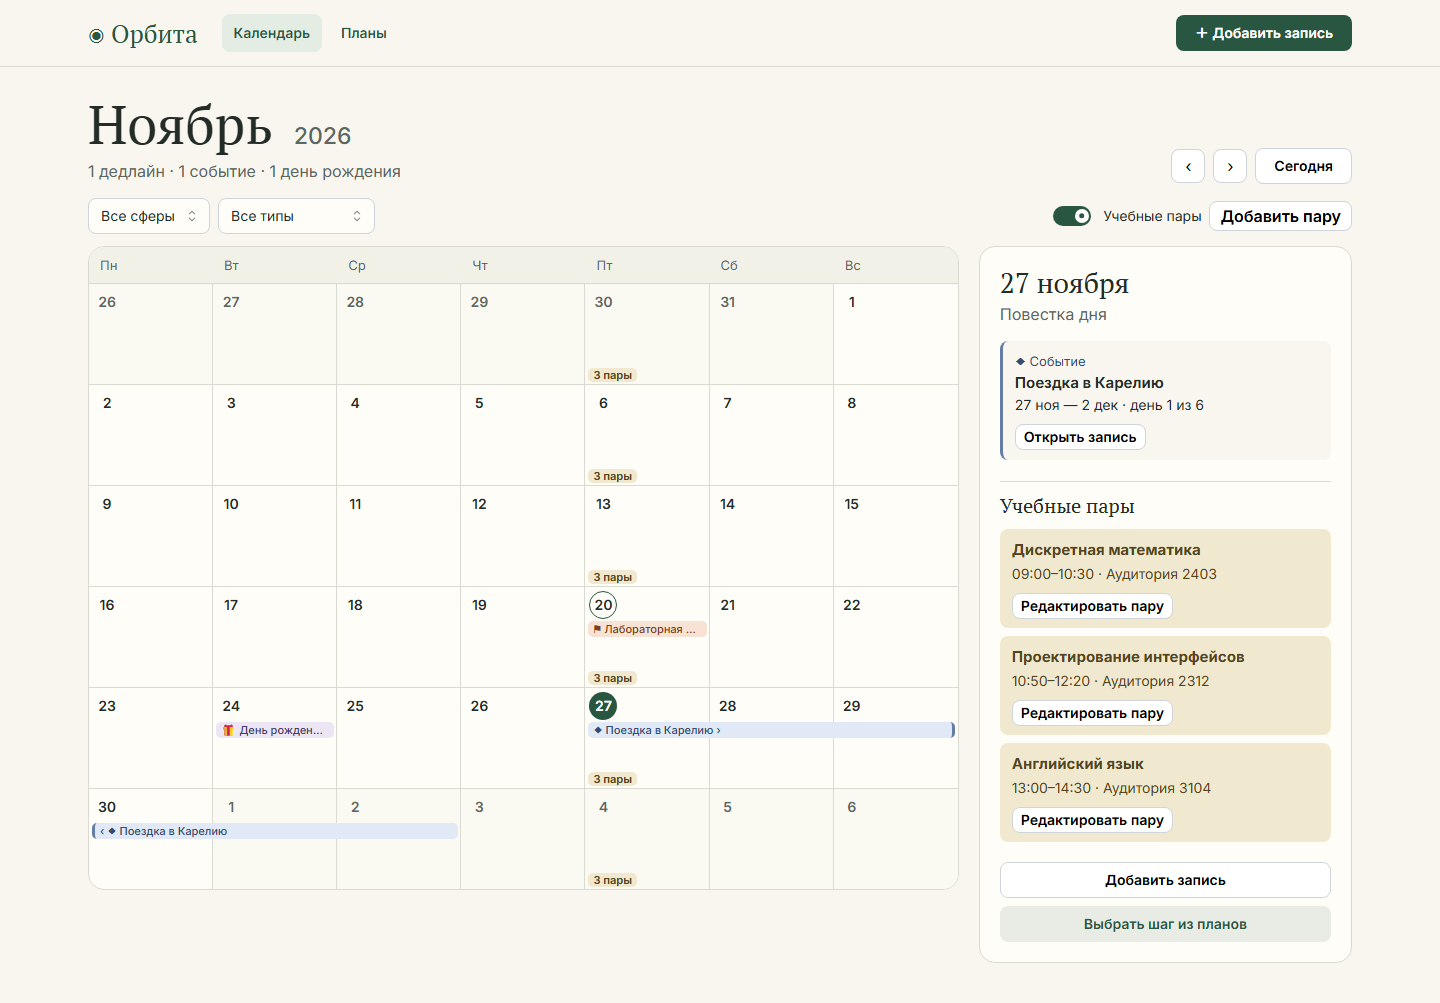 ◉ Орбита
Календарь
Планы
+ Добавить запись
Ноябрь 2026
1 дедлайн · 1 событие · 1 день рождения
‹
›
Сегодня
Все сферы
Все типы
Учебные пары
Добавить пару
Пн Вт Ср Чт Пт Сб Вс
26 27 28 29 30 31 1
3 пары
2 3 4 5 6 7 8
3 пары
9 10 11 12 13 14 15
3 пары
16 17 18 19 20 21 22
⚑ Лабораторная ...
3 пары
23 24 25 26 27 28 29
🎁 День рожден...
◆ Поездка в Карелию ›
3 пары
30 1 2 3 4 5 6
‹ ◆ Поездка в Карелию
3 пары
27 ноября
Повестка дня
◆ Событие
Поездка в Карелию
27 ноя — 2 дек · день 1 из 6
Открыть запись
Учебные пары
Дискретная математика
09:00–10:30 · Аудитория 2403
Редактировать пару
Проектирование интерфейсов
10:50–12:20 · Аудитория 2312
Редактировать пару
Английский язык
13:00–14:30 · Аудитория 3104
Редактировать пару
Добавить запись
Выбрать шаг из планов